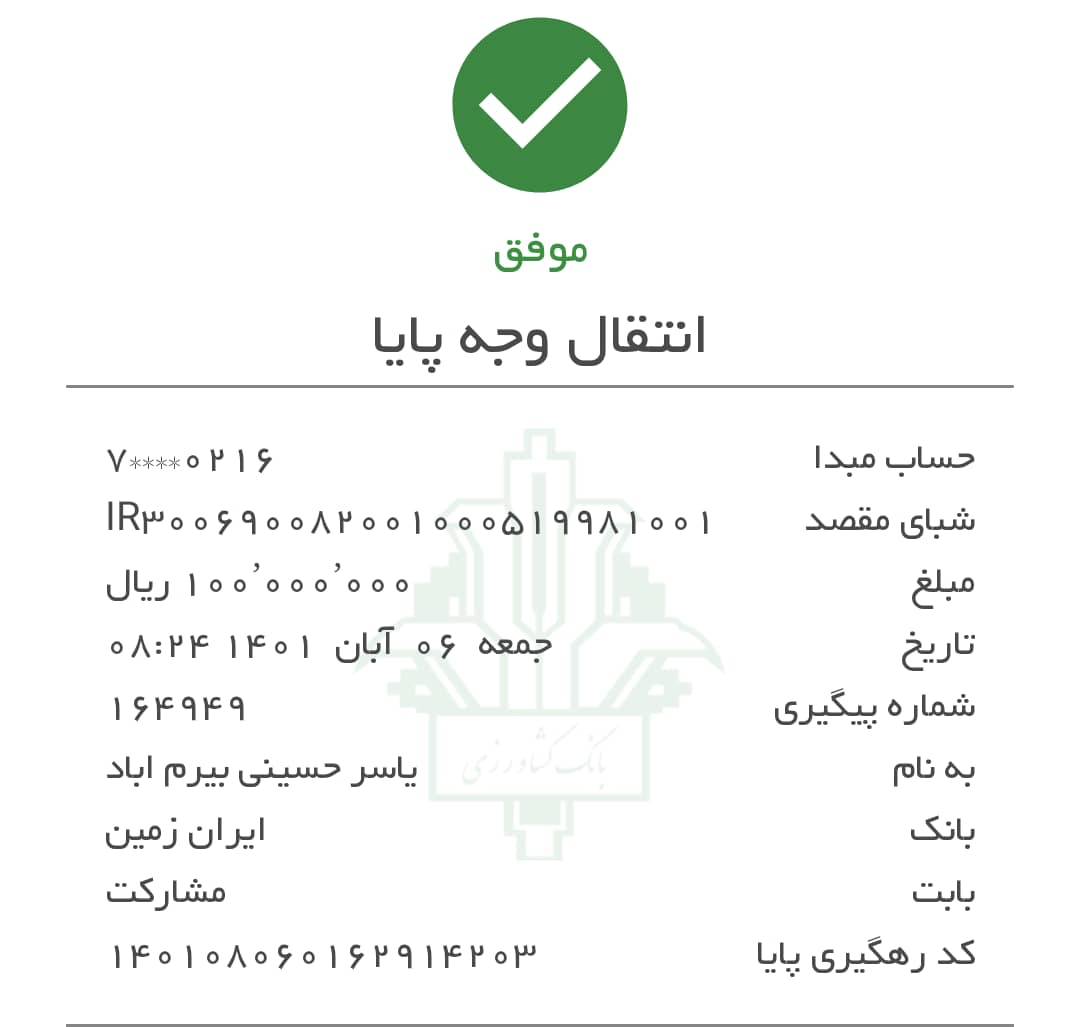 موفق
انتقال وجه پایا
حساب مبدا ۷****۰۲۱۶
شبای مقصد IR۳۰۰۶۹۰۰۸۲۰۰۱۰۰۰۵۱۹۹۸۱۰۰۱
مبلغ ۱۰۰٬۰۰۰٬۰۰۰ ریال
تاریخ جمعه ۰۶ آبان ۱۴۰۱ ۰۸:۲۴
شماره پیگیری ۱۶۴۹۴۹
به نام یاسر حسینی بیرم اباد
بانک ایران زمین
بابت مشارکت
کد رهگیری پایا ۱۴۰۱۰۸۰۶۰۱۶۲۹۱۴۲۰۳
بانک کشاورزی